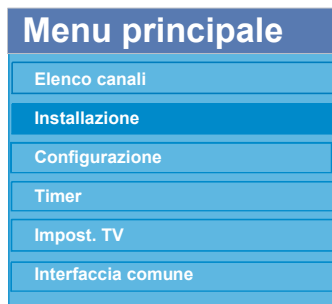 Menu principale
Elenco canali
Installazione
Configurazione
Timer
Impost. TV
Interfaccia comune